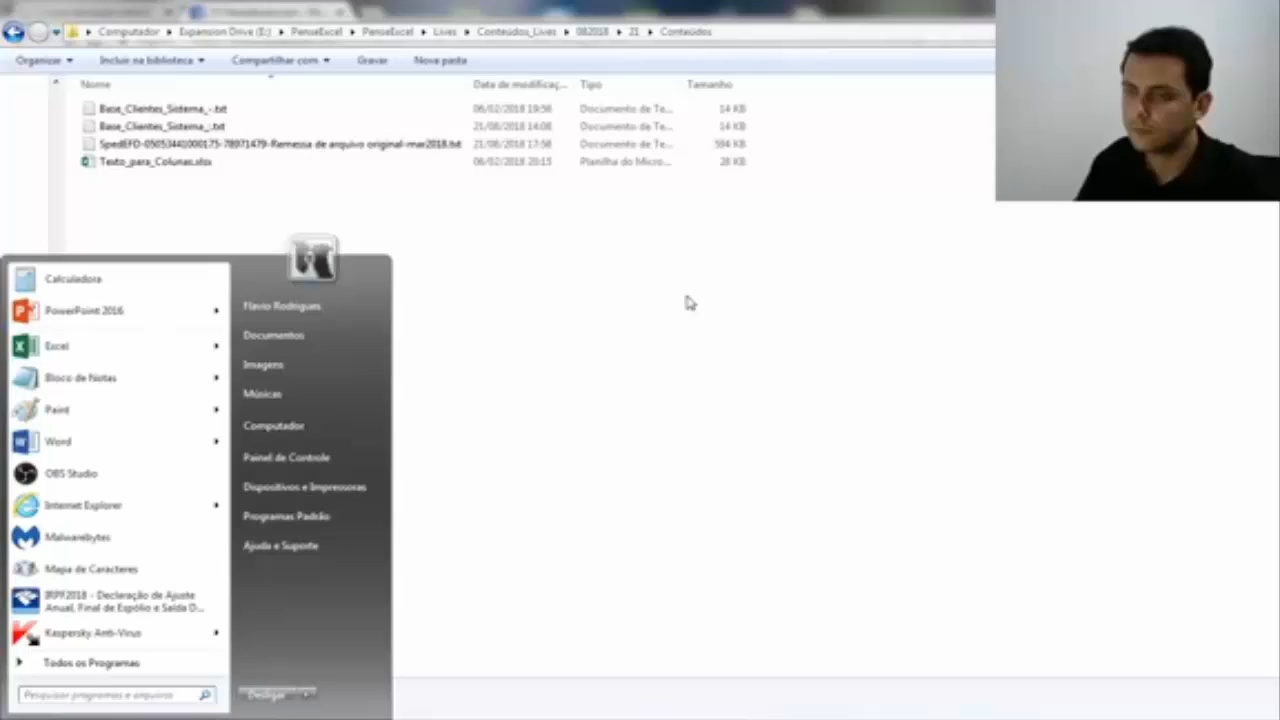 Computador ▸ Expansion Drive (E:) ▸ PenseExcel ▸ PenseExcel ▸ Lives ▸ Conteúdos_Lives ▸ 082018 ▸ 21 ▸ Conteúdos
Organizar Incluir na biblioteca Compartilhar com Gravar Nova pasta
Nome Data de modificaç... Tipo Tamanho
Base_Clientes_Sistema_-.txt 06/02/2018 19:56 Documento de Te... 14 KB
Base_Clientes_Sistema_;.txt 21/08/2018 14:08 Documento de Te... 14 KB
SpedEFD-05053441000175-78971479-Remessa de arquivo original-mar2018.txt 21/08/2018 17:58 Documento de Te... 594 KB
Texto_para_Colunas.xlsx 06/02/2018 20:15 Planilha do Micro... 28 KB
Calculadora
PowerPoint 2016
Excel
Bloco de Notas
Paint
Word
OBS Studio
Internet Explorer
Malwarebytes
Mapa de Caracteres
IRPF2018 - Declaração de Ajuste
Anual, Final de Espólio e Saída D...
Kaspersky Anti-Virus
Todos os Programas
Pesquisar programas e arquivos
Flavio Rodrigues
Documentos
Imagens
Músicas
Computador
Painel de Controle
Dispositivos e Impressoras
Programas Padrão
Ajuda e Suporte
Desligar